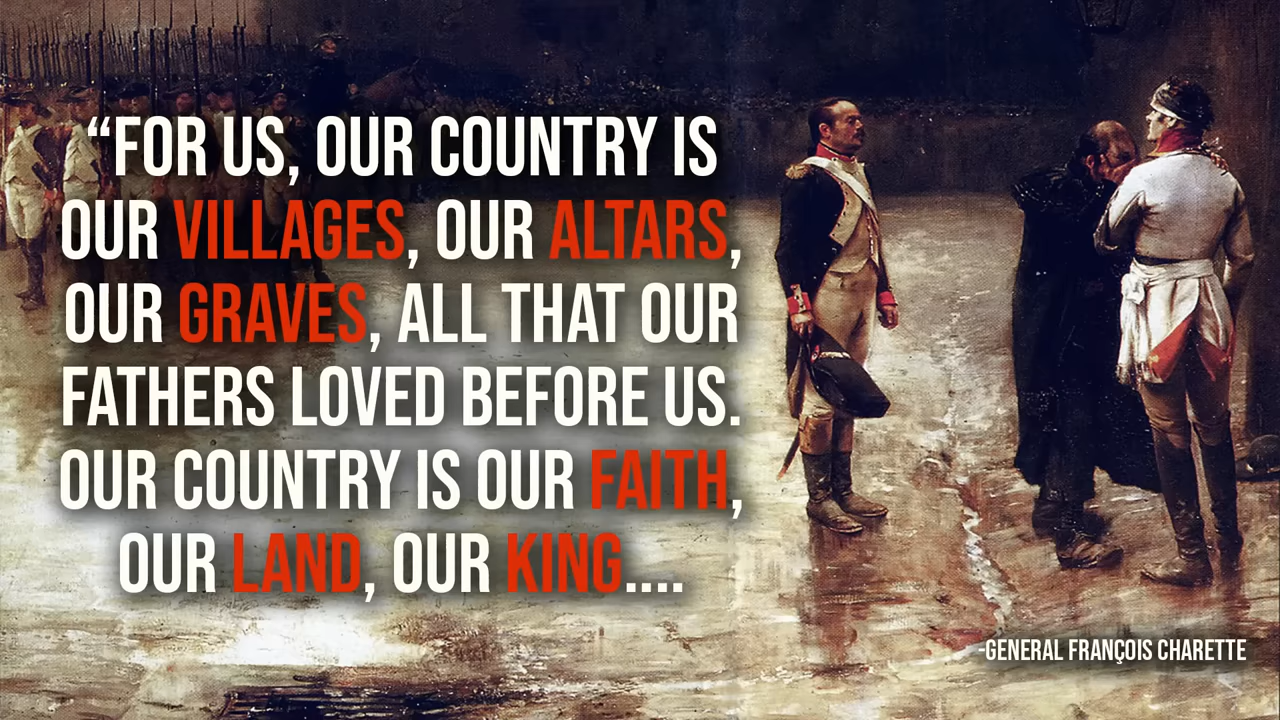 “FOR US, OUR COUNTRY IS
OUR VILLAGES, OUR ALTARS,
OUR GRAVES, ALL THAT OUR
FATHERS LOVED BEFORE US.
OUR COUNTRY IS OUR FAITH,
OUR LAND, OUR KING....
-GENERAL FRANÇOIS CHARETTE